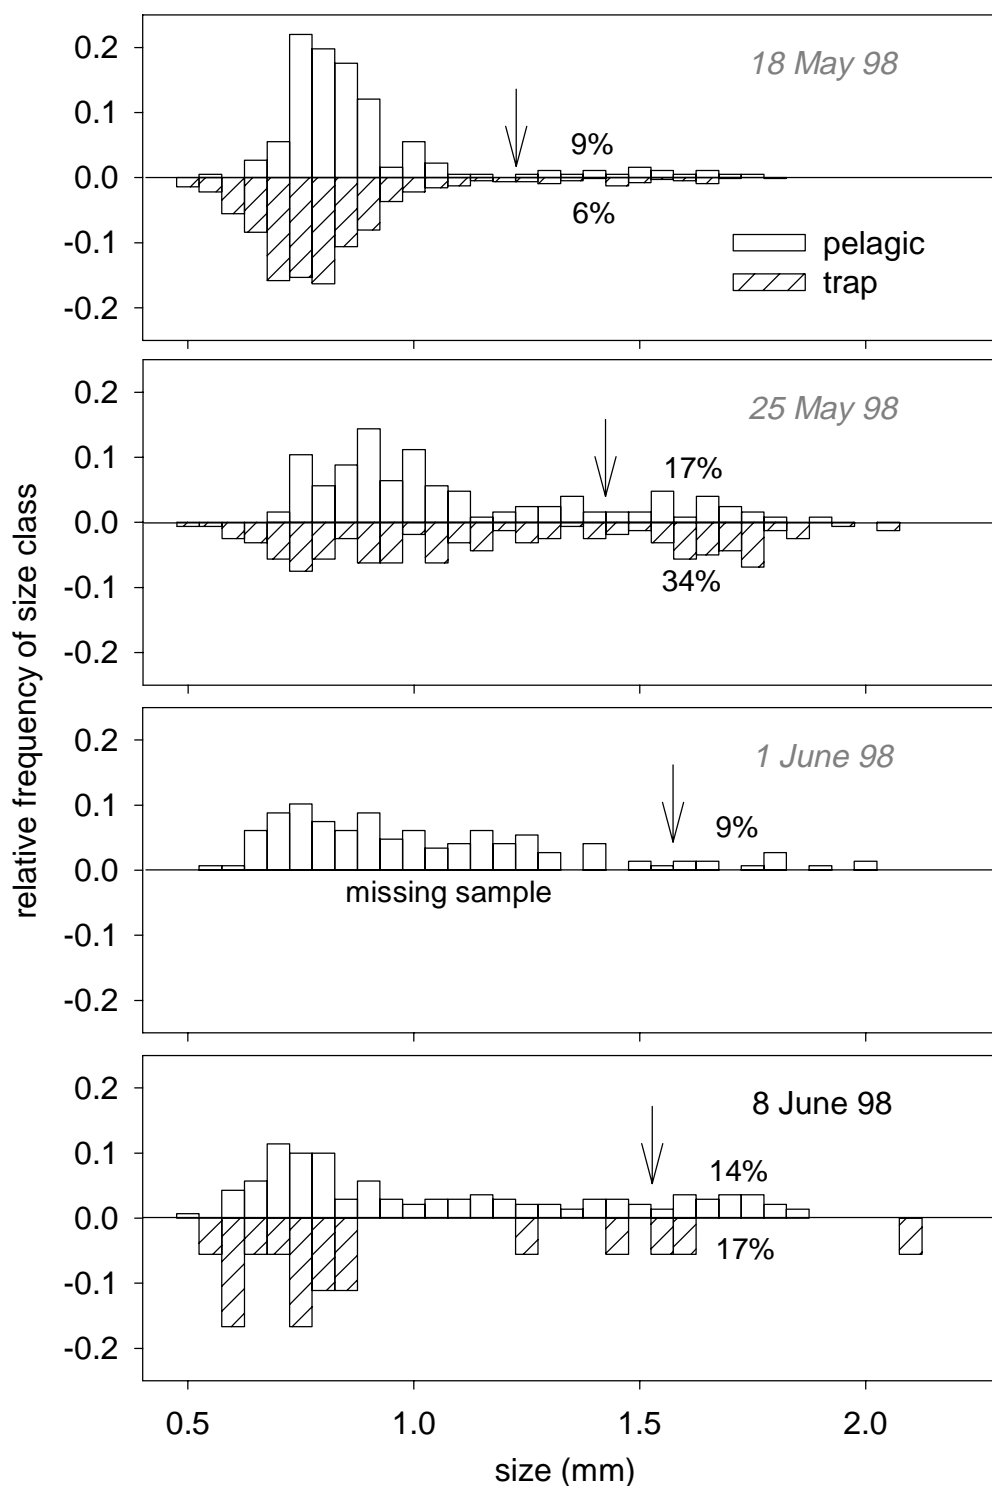 0.2
18 May 98
0.1
9%
0.0
6%
-0.1
pelagic
trap
-0.2
0.2
25 May 98
0.1
17%
0.0
34%
-0.1
-0.2
relative frequency of size class
0.2
1 June 98
0.1
9%
0.0
missing sample
-0.1
-0.2
0.2
8 June 98
0.1
14%
0.0
17%
-0.1
-0.2
0.5 1.0 1.5 2.0
size (mm)